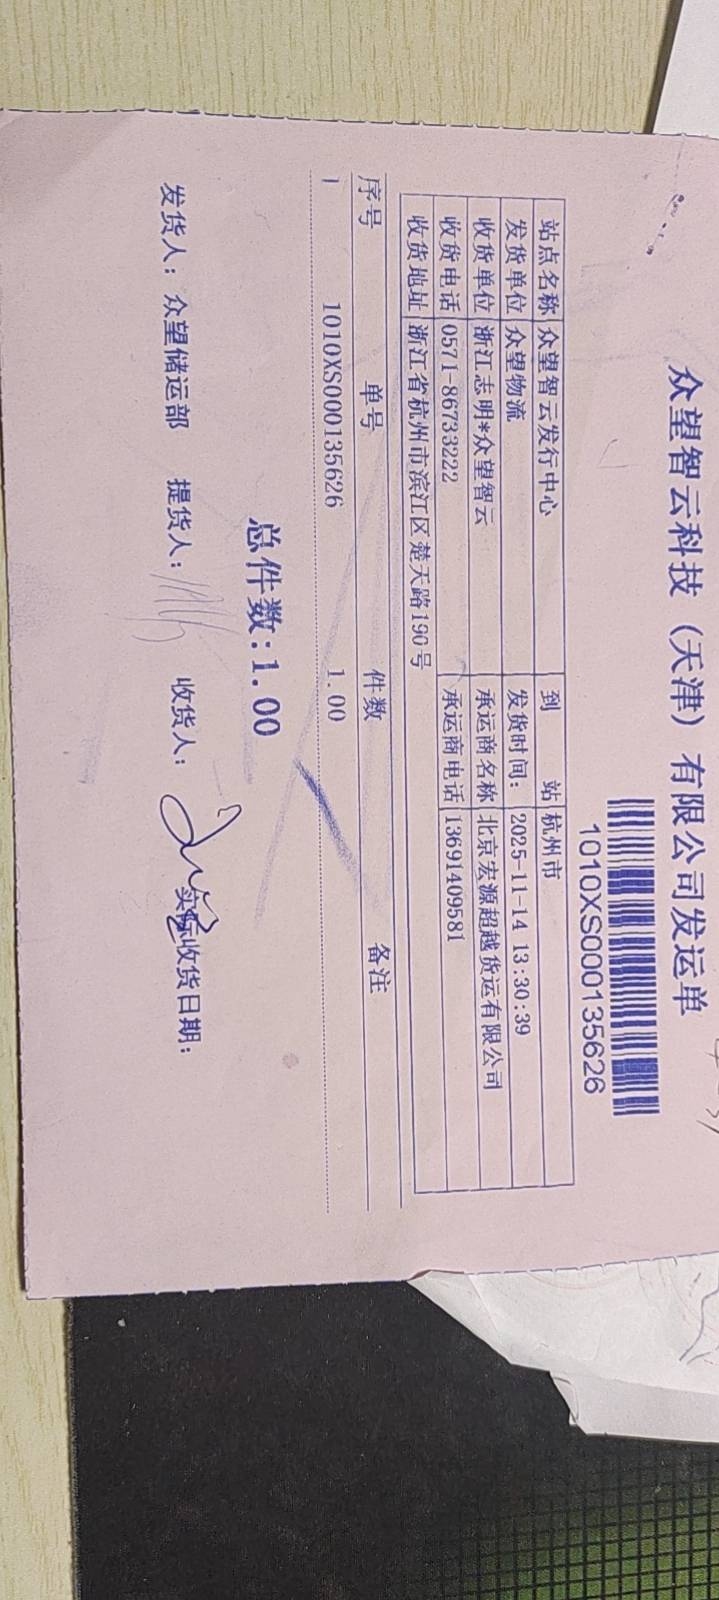 众望智云科技（天津）有限公司发运单
1010XS000135626
站点名称 众望智云发行中心 到站 杭州市
发货单位 众望物流 发货时间: 2025-11-14 13:30:39
收货单位 浙江志明*众望智云 承运商名称 北京宏源超越货运有限公司
收货电话 0571-86733222 承运商电话 13691409581
收货地址 浙江省杭州市滨江区楚天路190号
序号 单号 件数 备注
1 1010XS000135626 1.00
总件数:1.00
发货人: 众望储运部 提货人: 收货人: 实际收货日期: